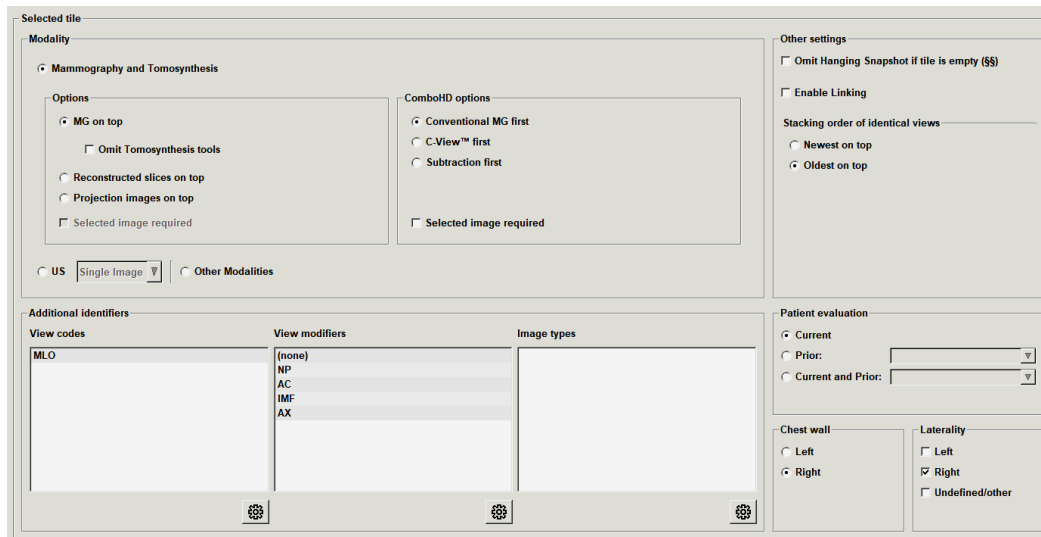 Selected tile
Modality
Mammography and Tomosynthesis
Options
MG on top
Omit Tomosynthesis tools
Reconstructed slices on top
Projection images on top
Selected image required
ComboHD options
Conventional MG first
C-View™ first
Subtraction first
Selected image required
US
Single Image
Other Modalities
Other settings
Omit Hanging Snapshot if tile is empty (§§)
Enable Linking
Stacking order of identical views
Newest on top
Oldest on top
Additional identifiers
View codes
MLO
View modifiers
(none)
NP
AC
IMF
AX
Image types
Patient evaluation
Current
Prior:
Current and Prior:
Chest wall
Left
Right
Laterality
Left
Right
Undefined/other